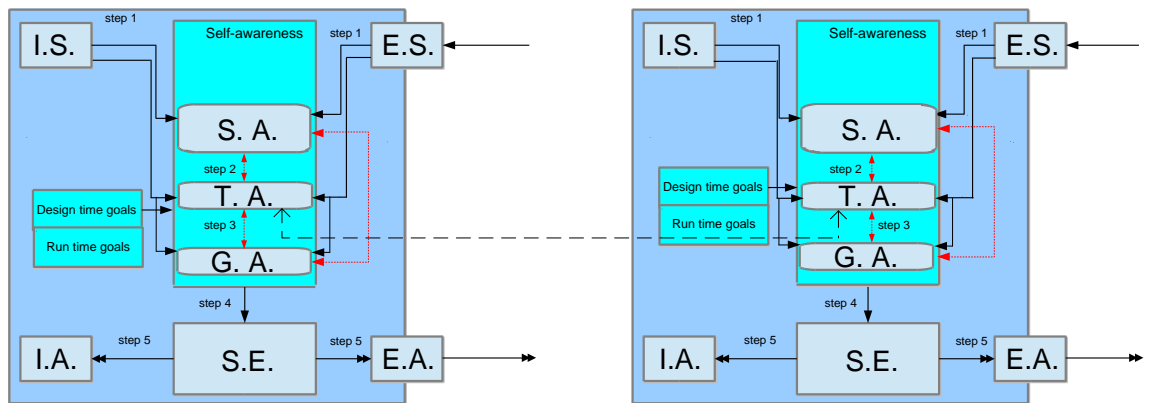 step 1
I.S.
Self-awareness
step 1
E.S.
S. A.
step 2
T. A.
Design time goals
Run time goals
step 3
G. A.
step 4
I.A.
step 5
S.E.
step 5
E.A.
step 1
I.S.
Self-awareness
step 1
E.S.
S. A.
step 2
T. A.
Design time goals
Run time goals
step 3
G. A.
step 4
I.A.
step 5
S.E.
step 5
E.A.